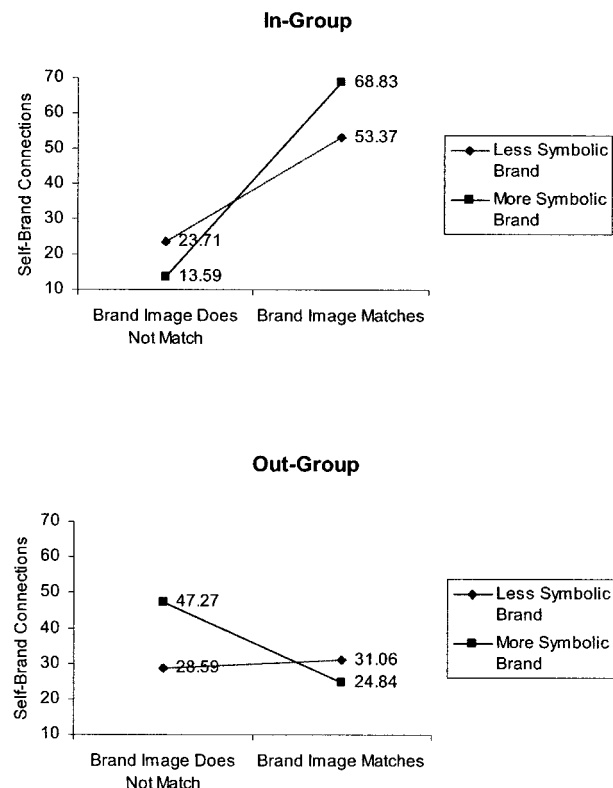 In-Group
Self-Brand Connections
70
60
50
40
30
20
10
68.83
53.37
23.71
13.59
Brand Image Does
Not Match
Brand Image Matches
Less Symbolic
Brand
More Symbolic
Brand
Out-Group
Self-Brand Connections
70
60
50
40
30
20
10
47.27
28.59
31.06
24.84
Brand Image Does
Not Match
Brand Image Matches
Less Symbolic
Brand
More Symbolic
Brand